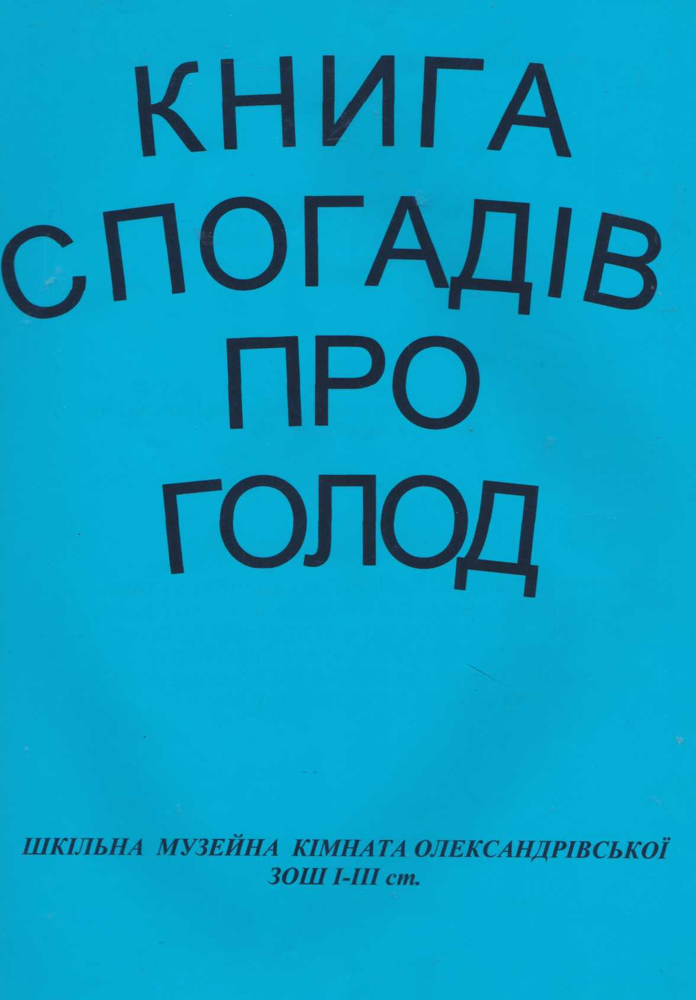 КНИГА
СПОГАДІВ
ПРО
ГОЛОД
ШКІЛЬНА МУЗЕЙНА КІМНАТА ОЛЕКСАНДРІВСЬКОЇ
ЗОШ І-ІІІ ст.